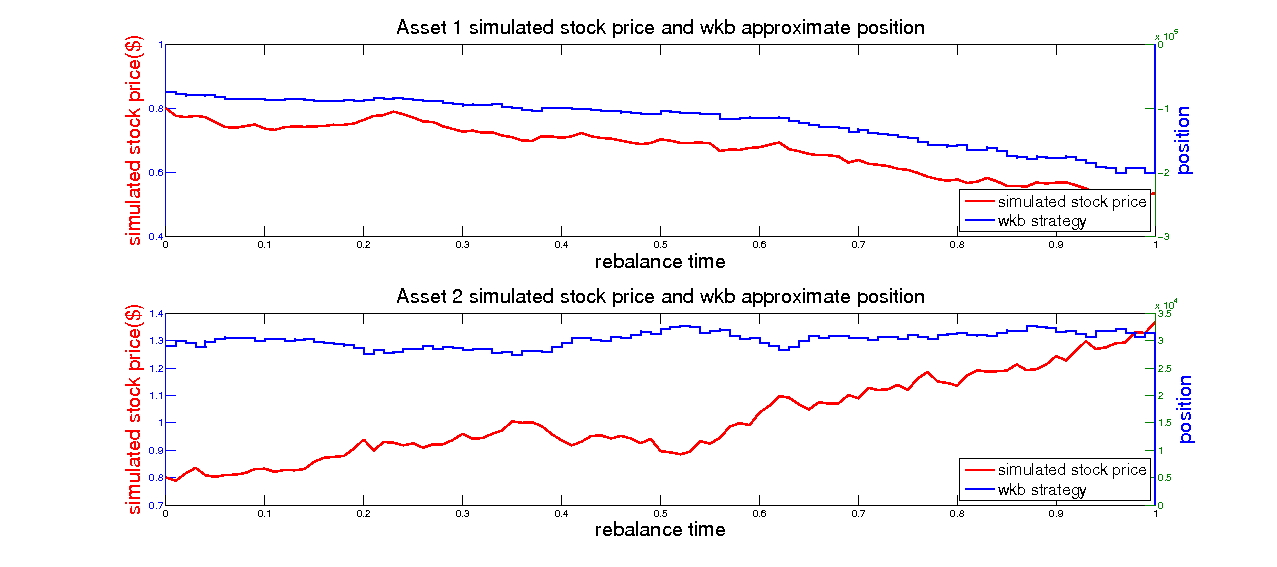 Asset 1 simulated stock price and wkb approximate position
simulated stock price($)
1
0.8
0.6
0.4
0
-1
-2
-3
position
simulated stock price
wkb strategy
0 0.1 0.2 0.3 0.4 0.5 0.6 0.7 0.8 0.9 1
rebalance time
Asset 2 simulated stock price and wkb approximate position
x 10^4
simulated stock price($)
1.4
1.3
1.2
1.1
1
0.9
0.8
0.7
3.5
3
2.5
2
1.5
1
0.5
0
position
simulated stock price
wkb strategy
0 0.1 0.2 0.3 0.4 0.5 0.6 0.7 0.8 0.9 1
rebalance time